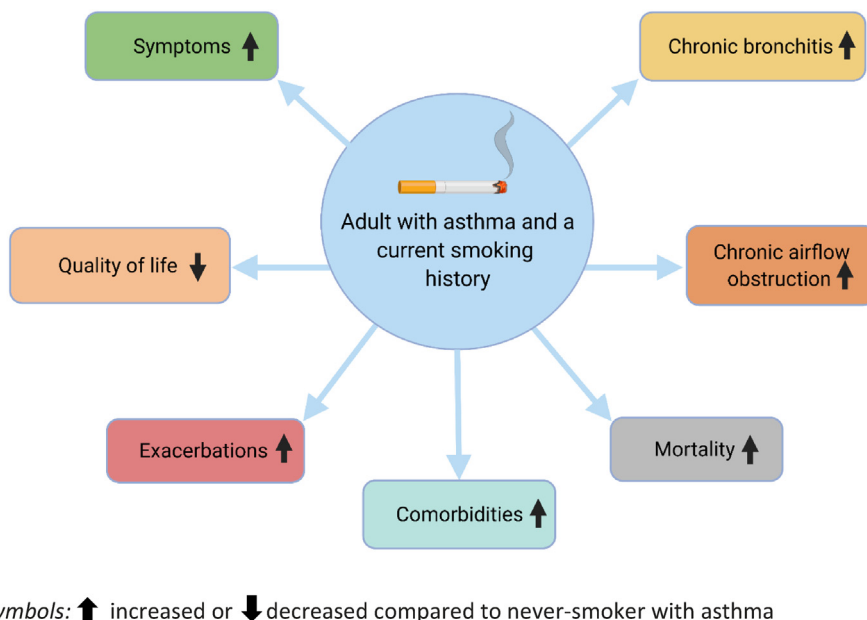 Symptoms ⬆
Chronic bronchitis ⬆
Adult with asthma and a
current smoking
history
Quality of life ⬇
Chronic airflow
obstruction ⬆
Exacerbations ⬆
Mortality ⬆
Comorbidities ⬆
ymbols: ⬆ increased or ⬇ decreased compared to never-smoker with asthma